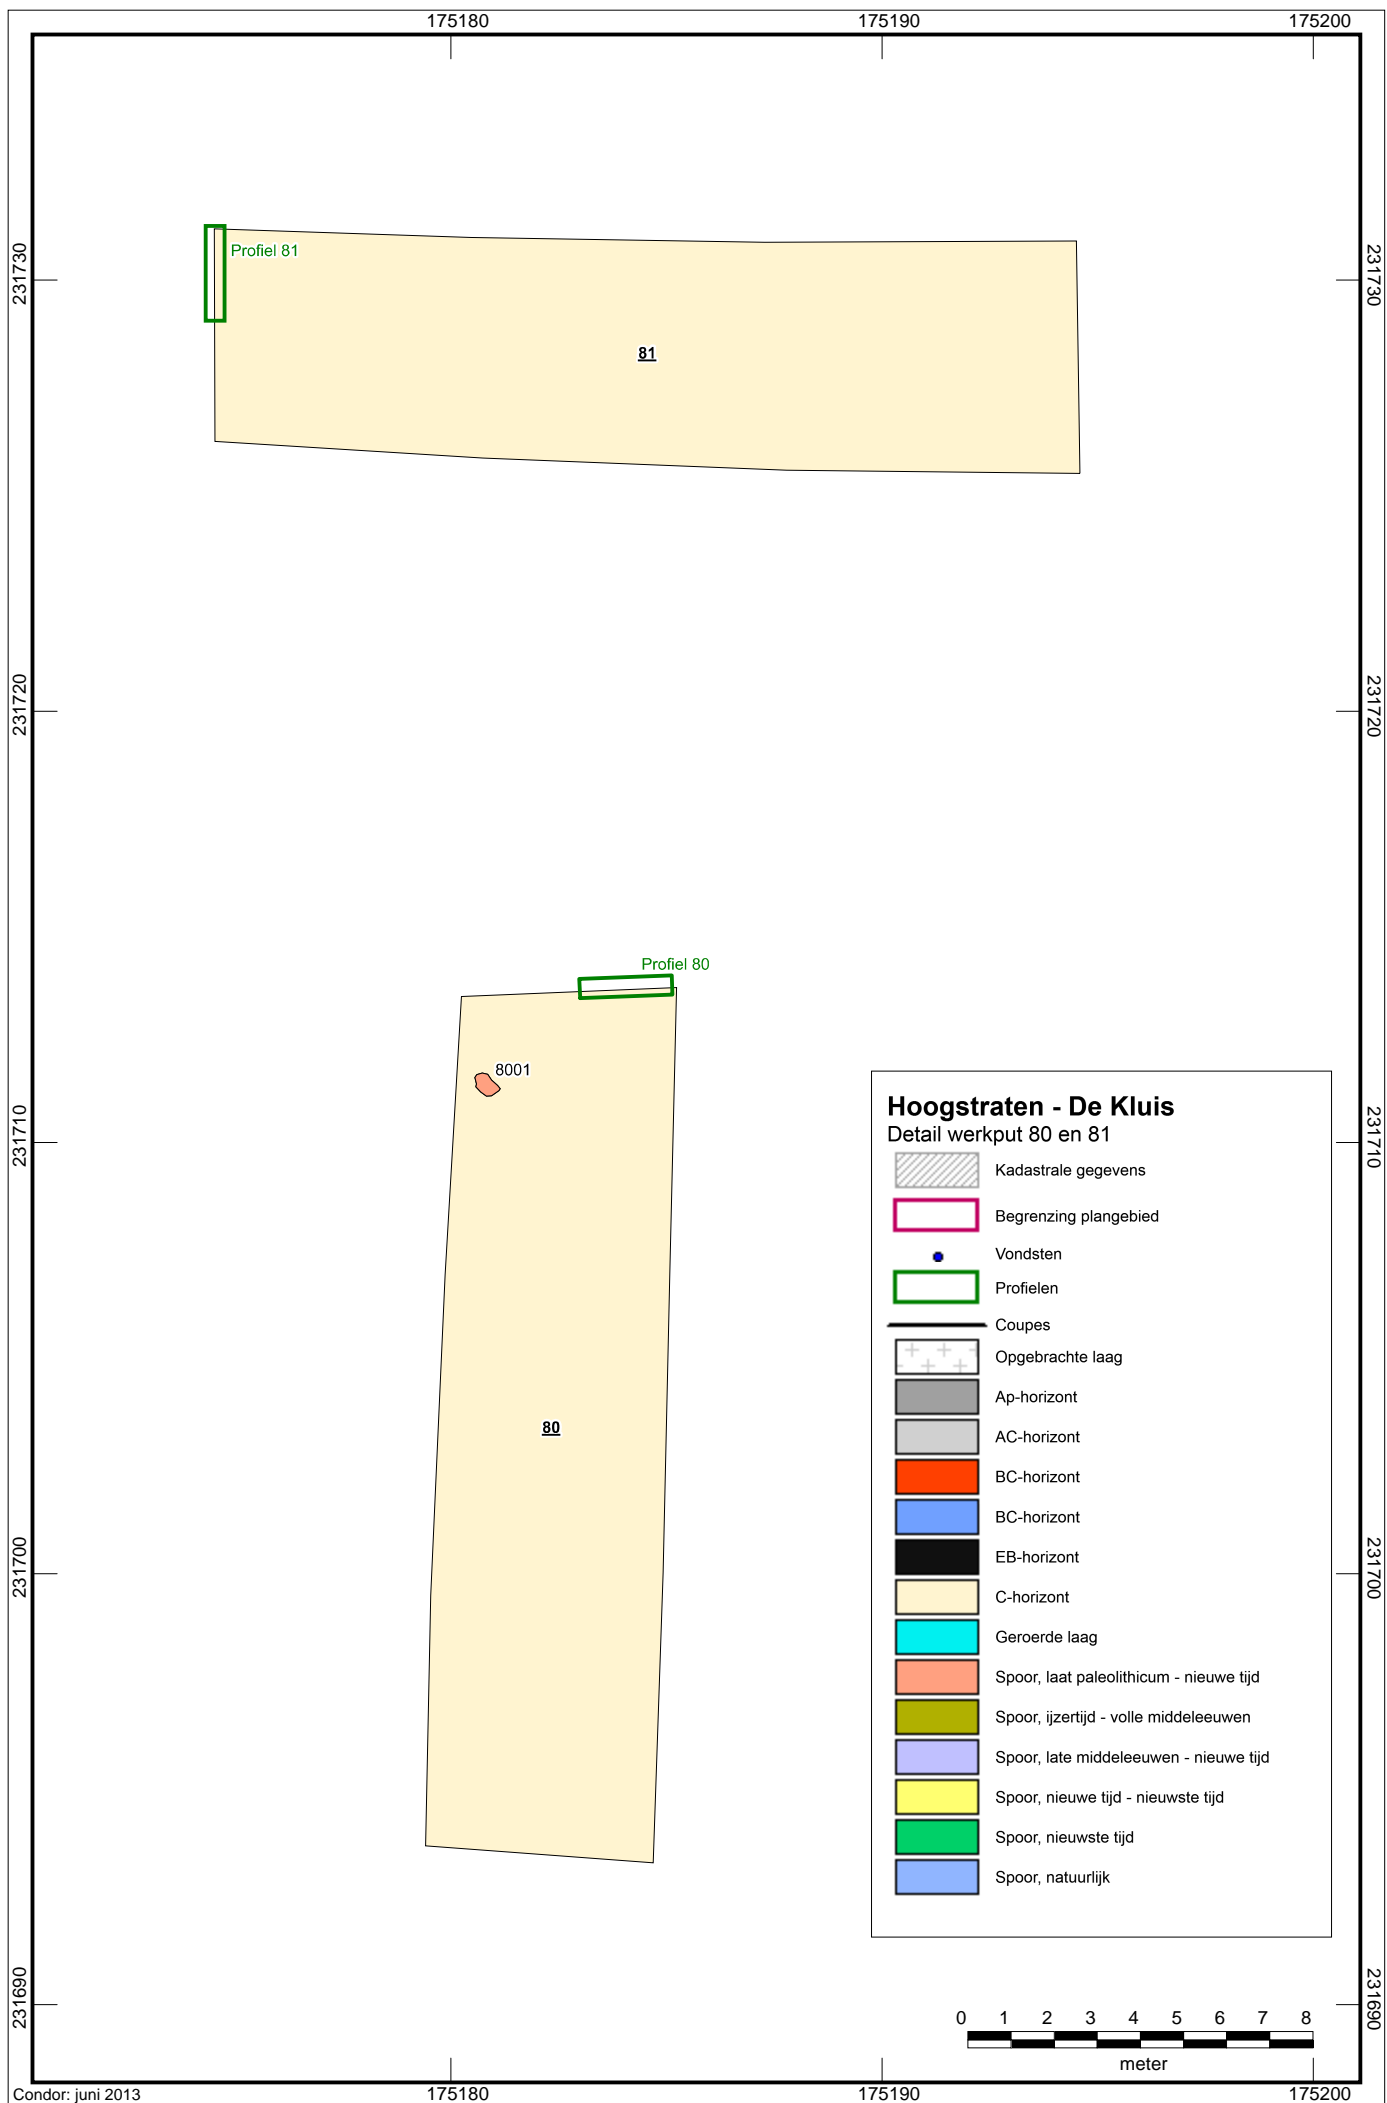 175180
175190
175200
231730
231730
Profiel 81
81
231720
231720
Profiel 80
8001
231710
231710
Hoogstraten - De Kluis
Detail werkput 80 en 81
Kadastrale gegevens
Begrenzing plangebied
Vondsten
Profielen
Coupes
Opgebrachte laag
Ap-horizont
AC-horizont
80
BC-horizont
BC-horizont
EB-horizont
231700
231700
C-horizont
Geroerde laag
Spoor, laat paleolithicum - nieuwe tijd
Spoor, ijzertijd - volle middeleeuwen
Spoor, late middeleeuwen - nieuwe tijd
Spoor, nieuwe tijd - nieuwste tijd
Spoor, nieuwste tijd
Spoor, natuurlijk
231690
231690
0 1 2 3 4 5 6 7 8
meter
Condor: juni 2013
175180
175190
175200